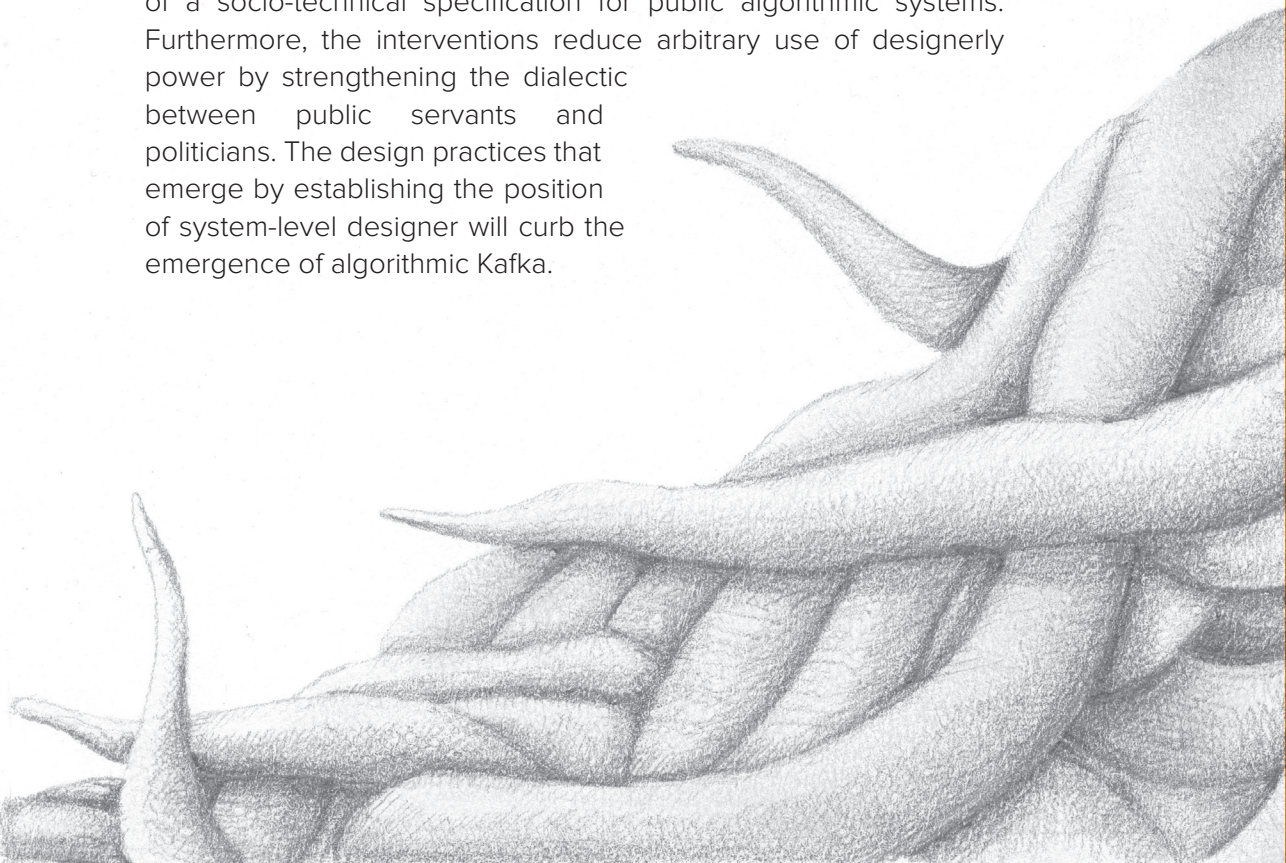 of a socio-technical specification for public algorithmic systems.
Furthermore, the interventions reduce arbitrary use of designerly
power by strengthening the dialectic
between public servants and
politicians. The design practices that
emerge by establishing the position
of system-level designer will curb the
emergence of algorithmic Kafka.